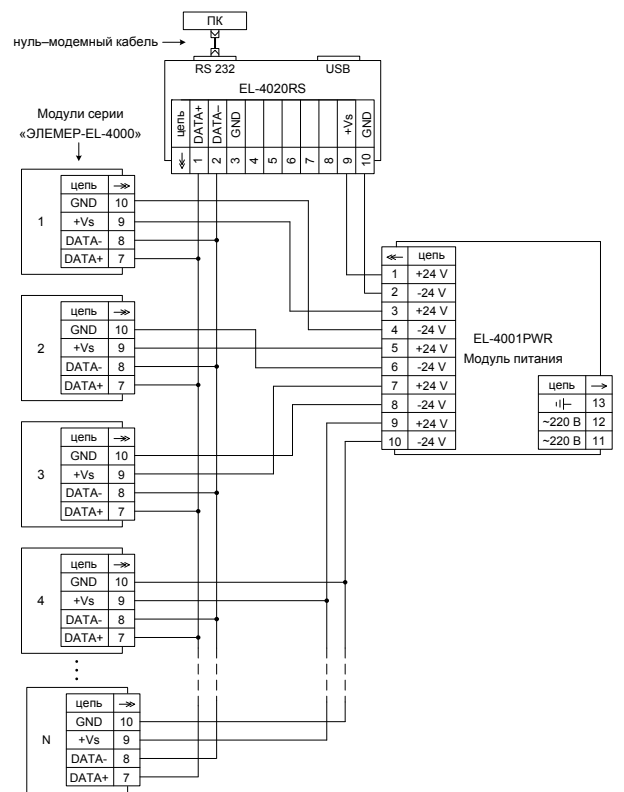 ПК
нуль–модемный кабель
RS 232
USB
EL-4020RS
цепь
DATA+
DATA–
GND
+Vs
GND
1
2
3
4
5
6
7
8
9
10
Модули серии
«ЭЛЕМЕР-EL-4000»
1
цепь
GND 10
+Vs 9
DATA- 8
DATA+ 7
2
цепь
GND 10
+Vs 9
DATA- 8
DATA+ 7
3
цепь
GND 10
+Vs 9
DATA- 8
DATA+ 7
4
цепь
GND 10
+Vs 9
DATA- 8
DATA+ 7
N
цепь
GND 10
+Vs 9
DATA- 8
DATA+ 7
цепь
1 +24 V
2 -24 V
3 +24 V
4 -24 V
5 +24 V
6 -24 V
7 +24 V
8 -24 V
9 +24 V
10 -24 V
EL-4001PWR
Модуль питания
цепь
13
~220 В 12
~220 В 11